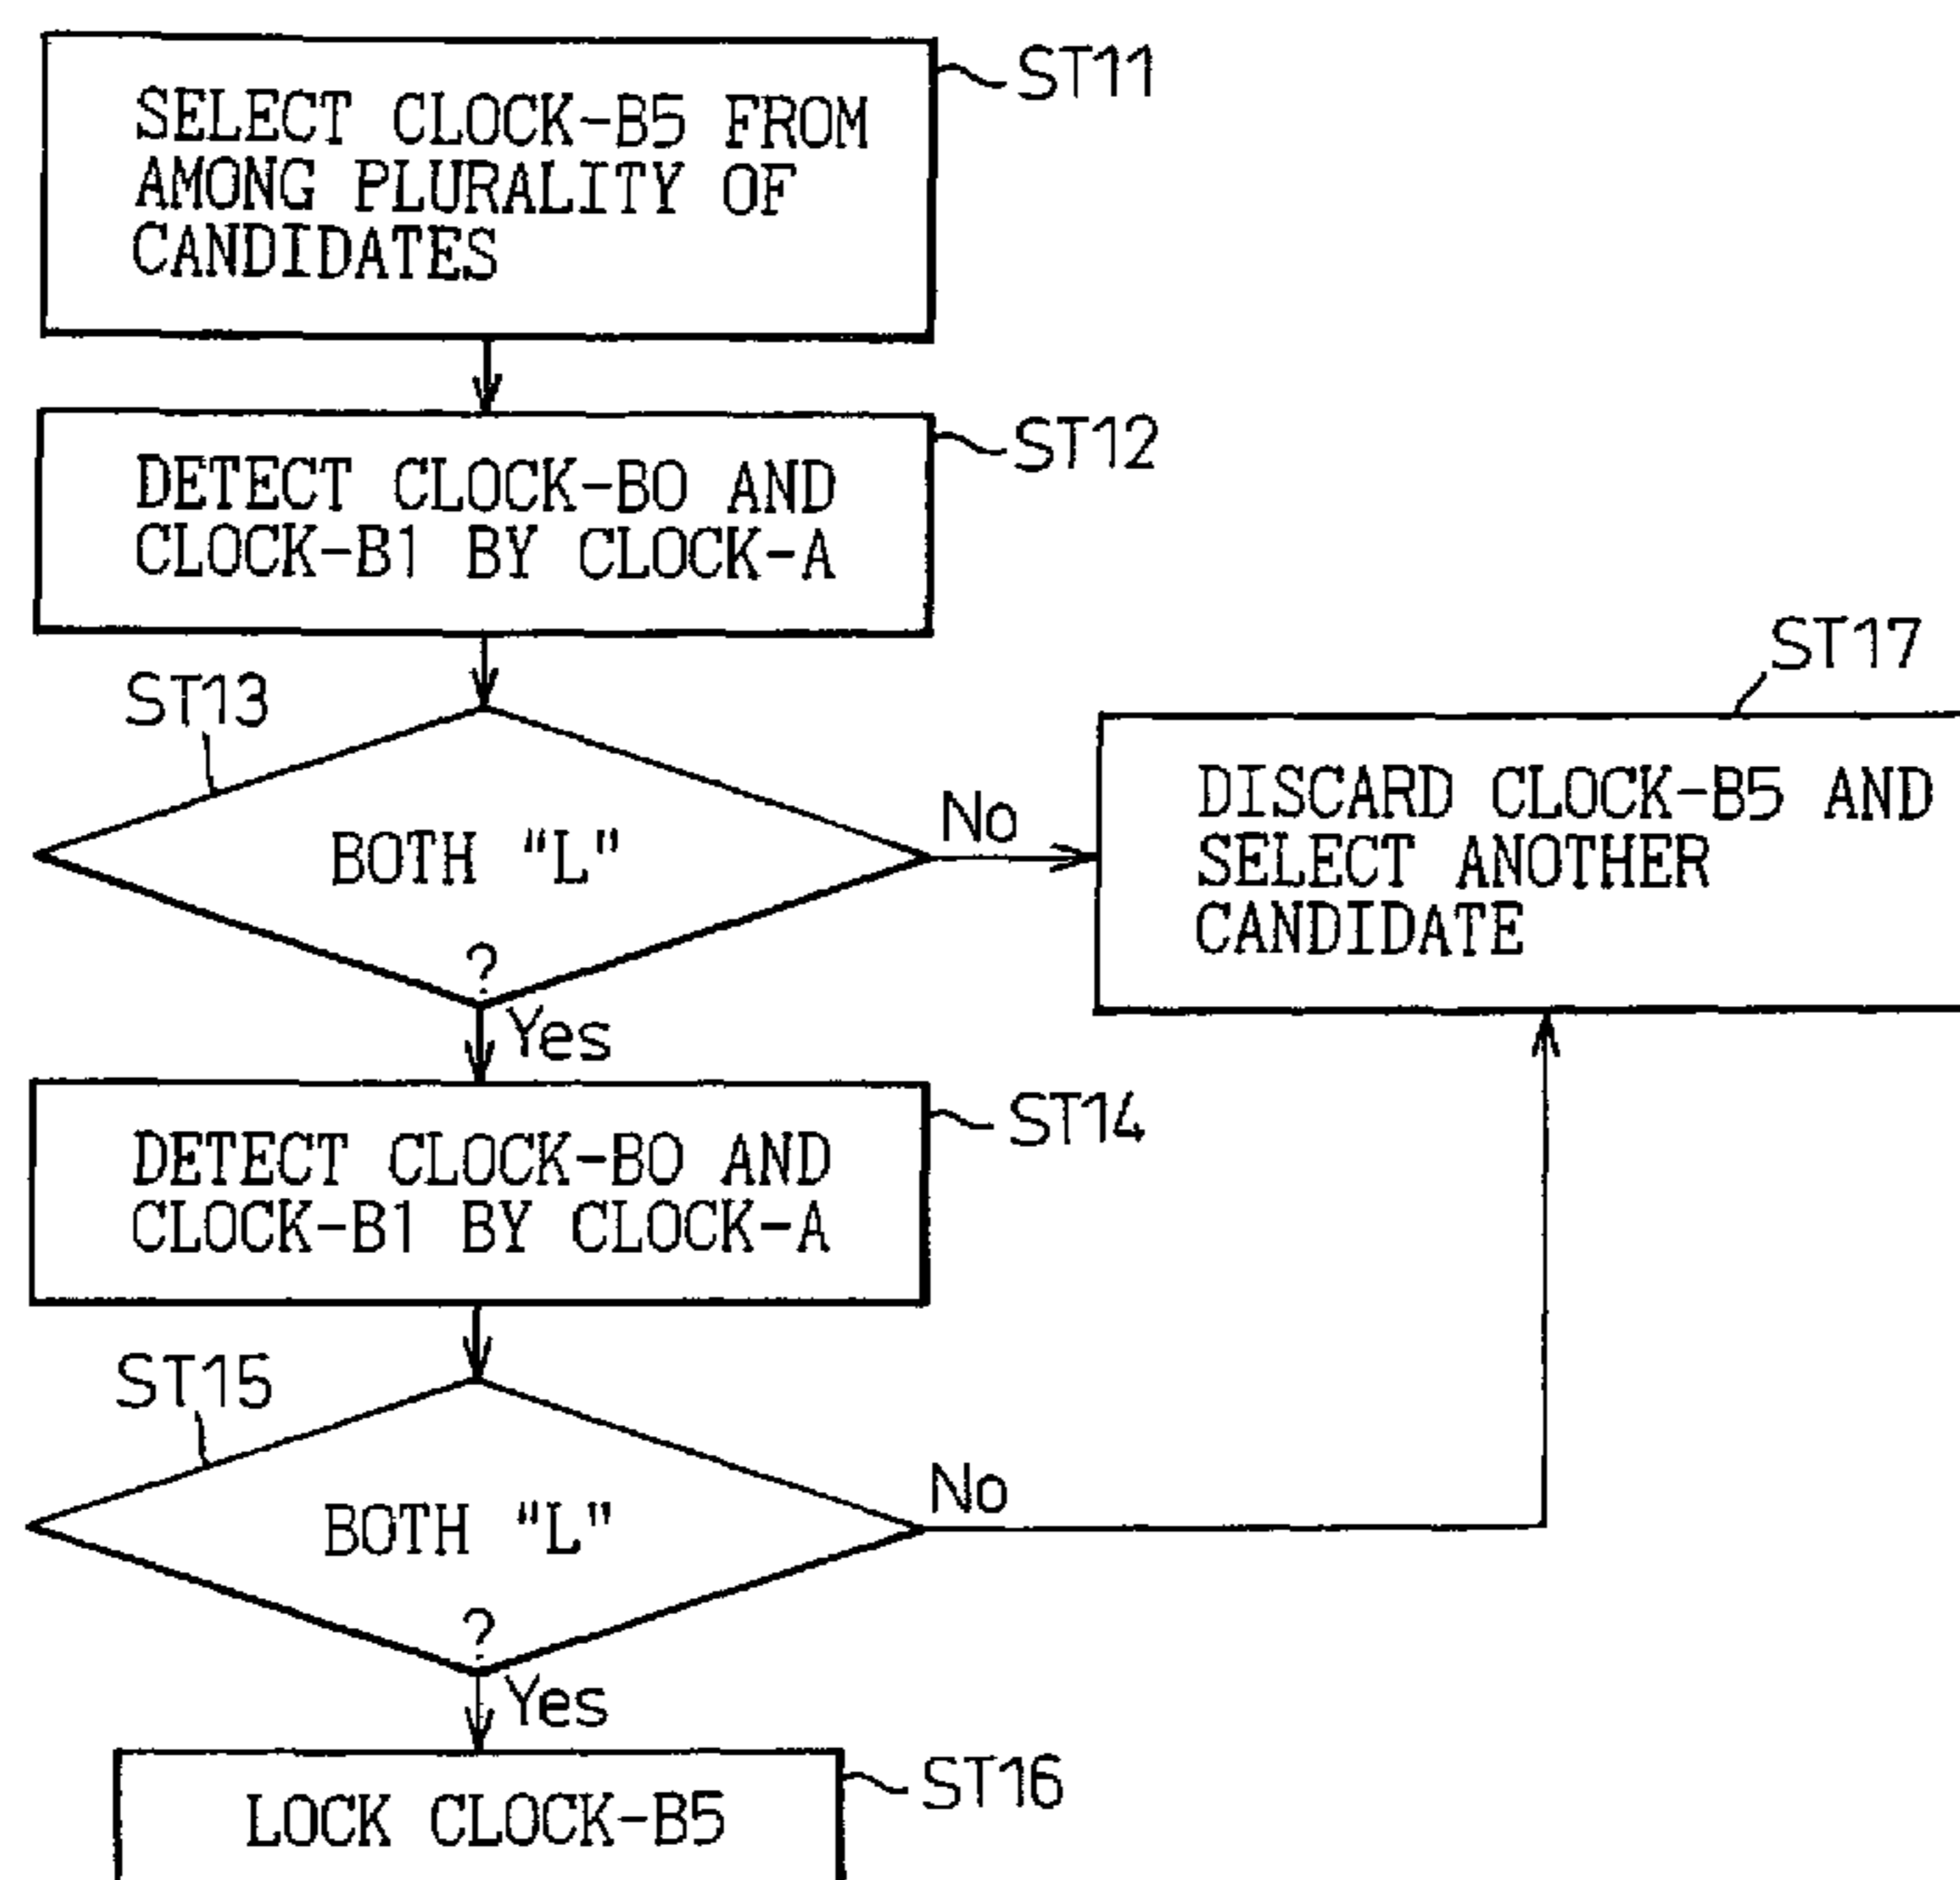 ST11
SELECT CLOCK-B5 FROM
AMONG PLURALITY OF
CANDIDATES
ST12
DETECT CLOCK-B0 AND
CLOCK-B1 BY CLOCK-A
ST13
BOTH "L"
?
No
Yes
ST17
DISCARD CLOCK-B5 AND
SELECT ANOTHER
CANDIDATE
ST14
DETECT CLOCK-B0 AND
CLOCK-B1 BY CLOCK-A
ST15
BOTH "L"
?
No
Yes
ST16
LOCK CLOCK-B5